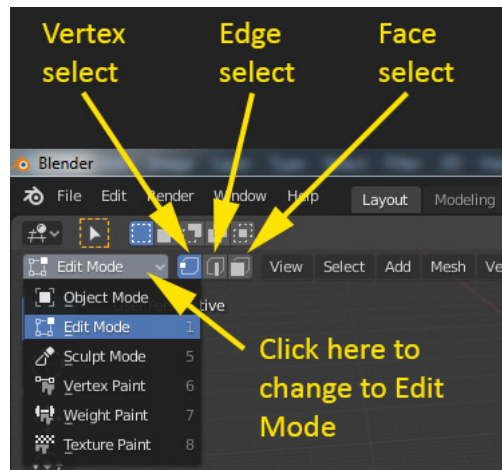 Vertex select
Edge select
Face select
Blender
File Edit Render Window Help Layout Modeling
Edit Mode View Select Add Mesh
Object Mode
Edit Mode 1
Sculpt Mode 5
Vertex Paint 6
Weight Paint 7
Texture Paint 8
Click here to
change to Edit
Mode